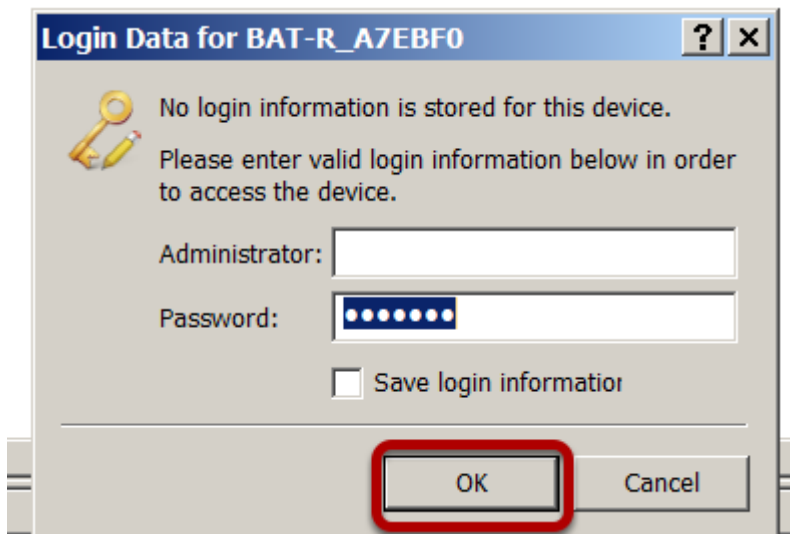 Login Data for BAT-R_A7EBF0
?
No login information is stored for this device.
Please enter valid login information below in order
to access the device.
Administrator:
Password: ●●●●●●●
Save login information
OK
Cancel